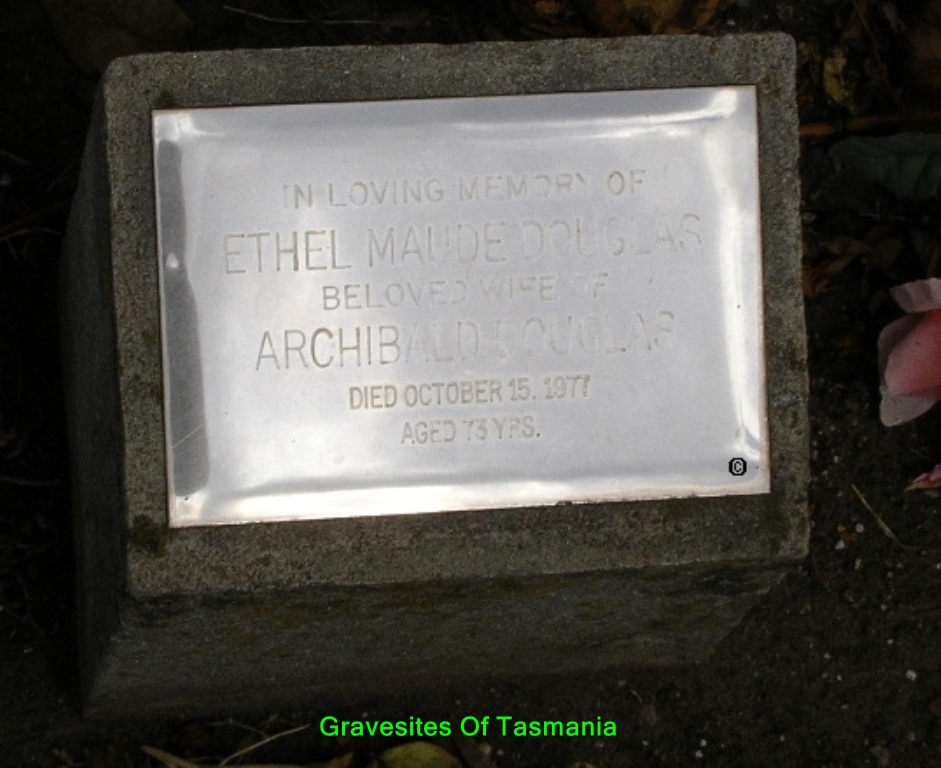 IN LOVING MEMORY OF
ETHEL MAUDE DOUGLAS
BELOVED WIFE OF
ARCHIBALD DOUGLAS
DIED OCTOBER 15. 1977
AGED 73 YRS.
©
Gravesites Of Tasmania